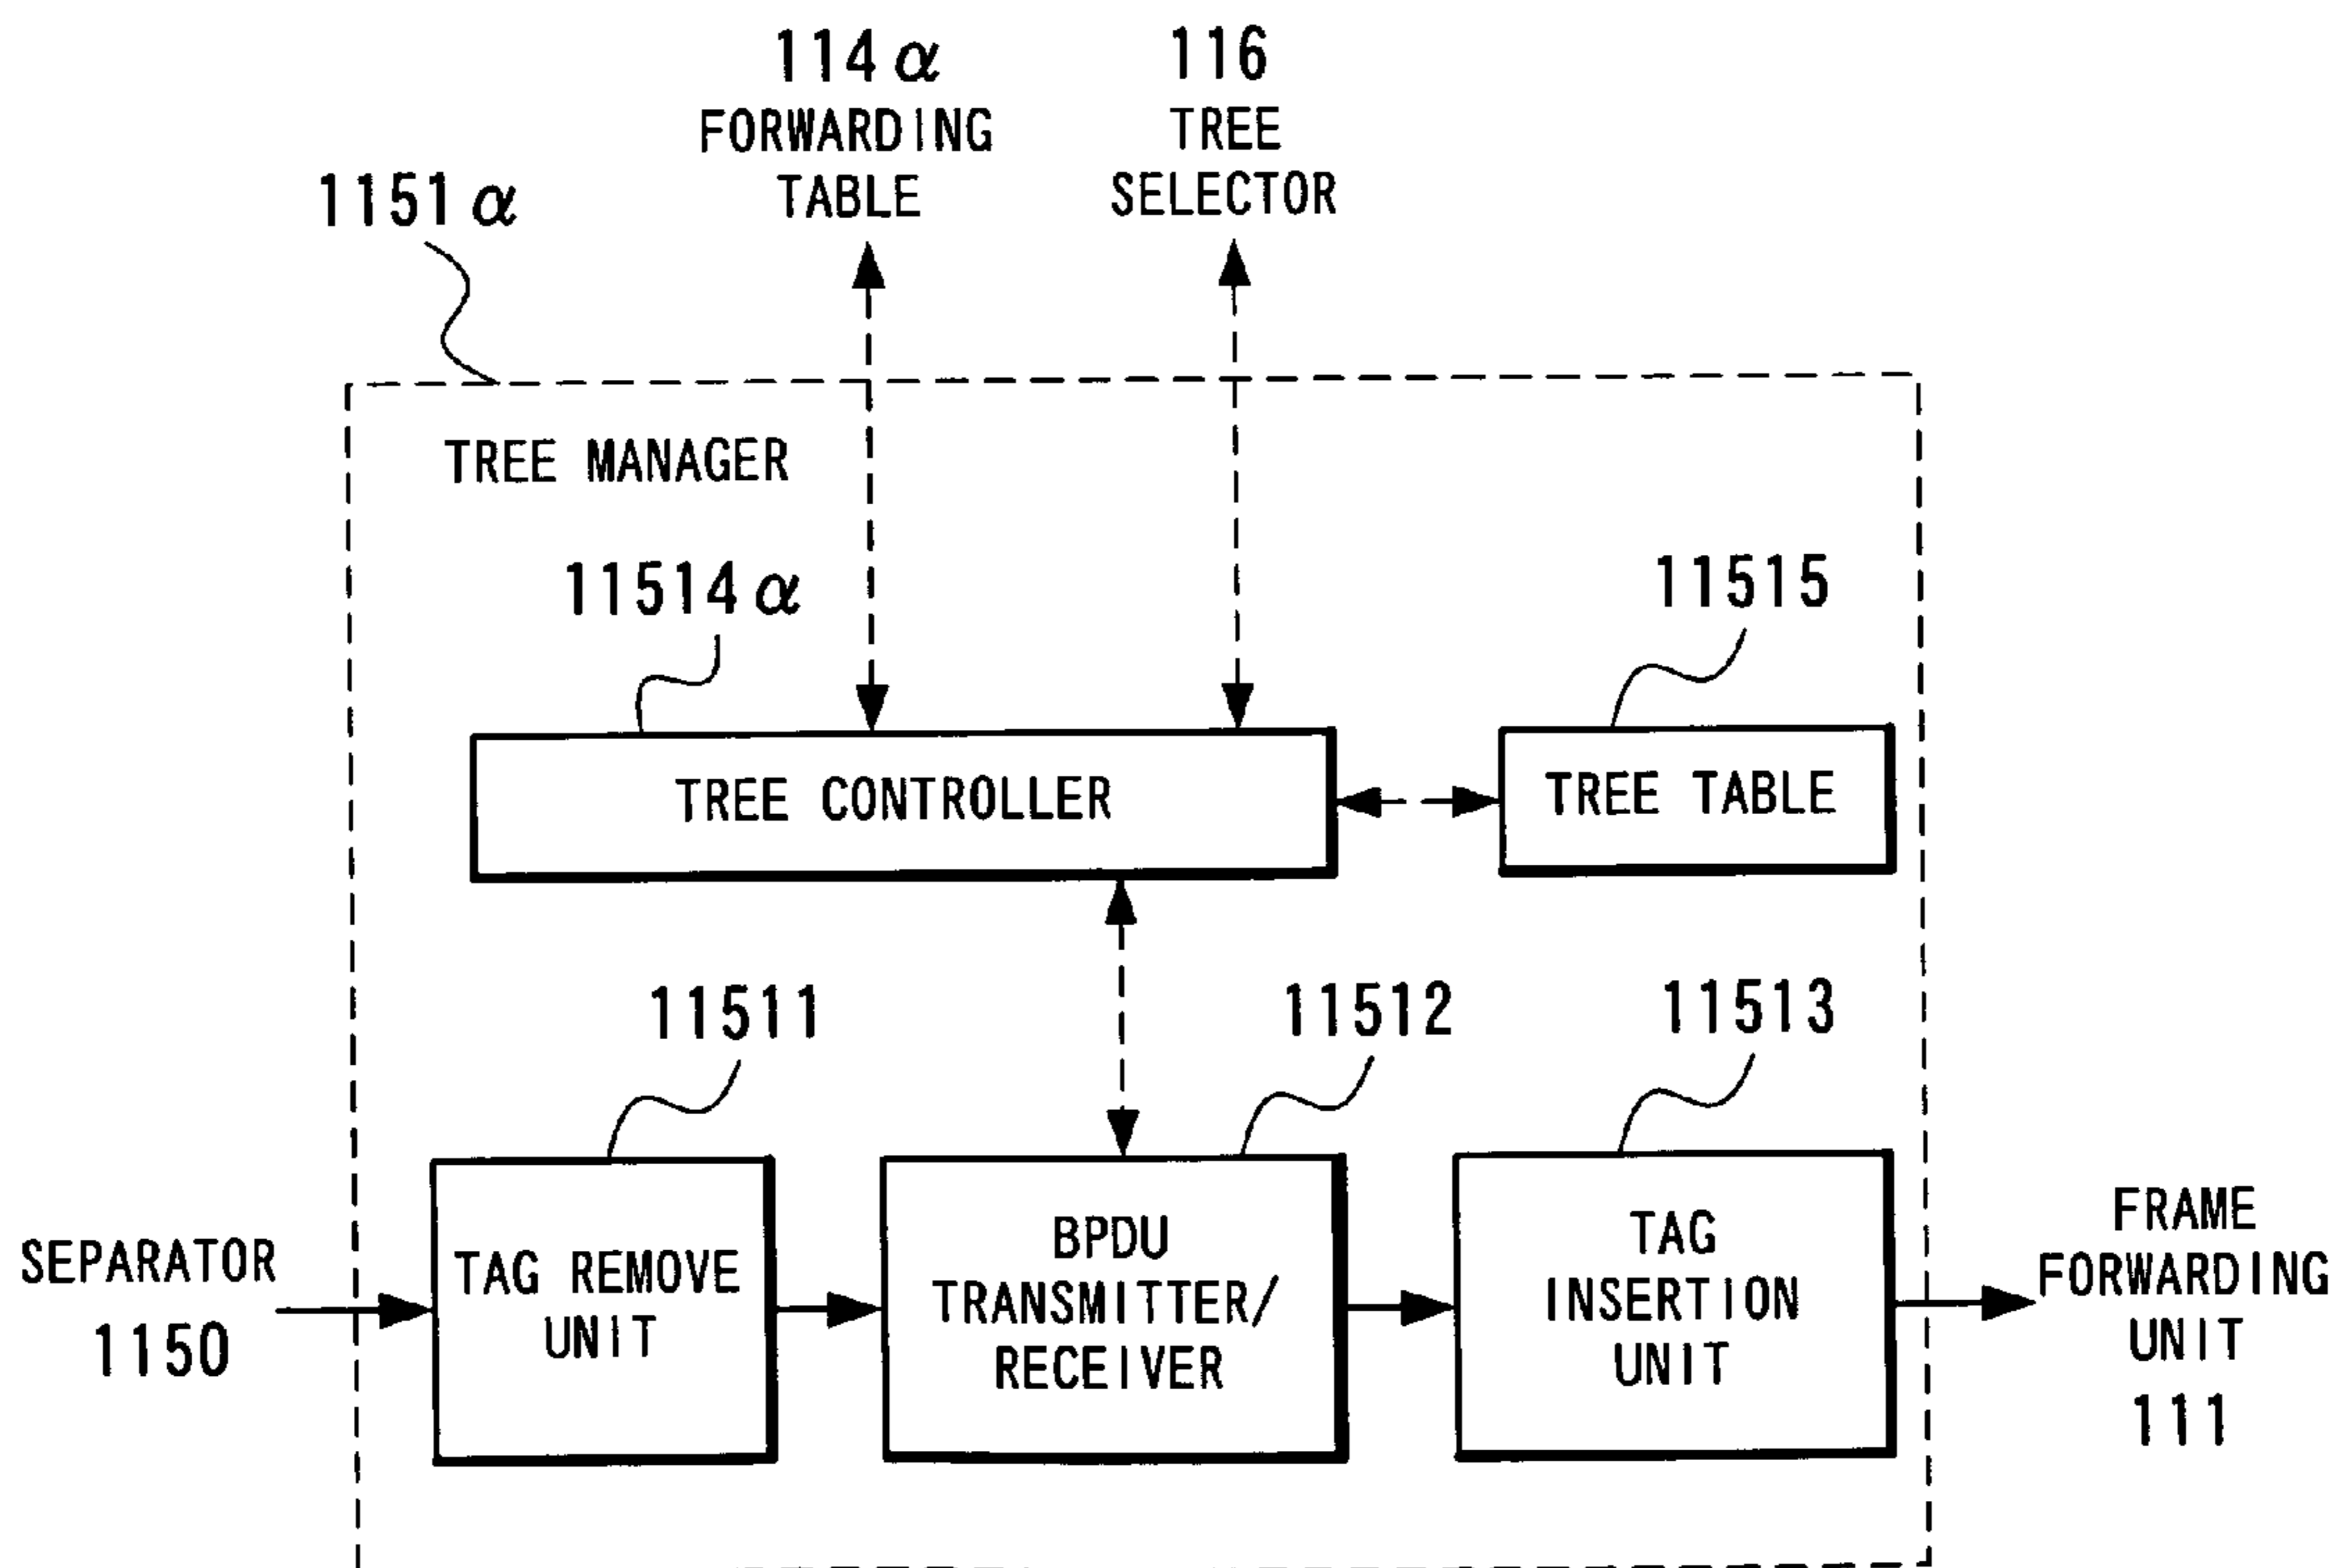 114α
FORWARDING
TABLE
116
TREE
SELECTOR
1151α
TREE MANAGER
11514α
11515
TREE CONTROLLER
TREE TABLE
11511
11512
11513
SEPARATOR
1150
TAG REMOVE
UNIT
BPDU
TRANSMITTER/
RECEIVER
TAG
INSERTION
UNIT
FRAME
FORWARDING
UNIT
111